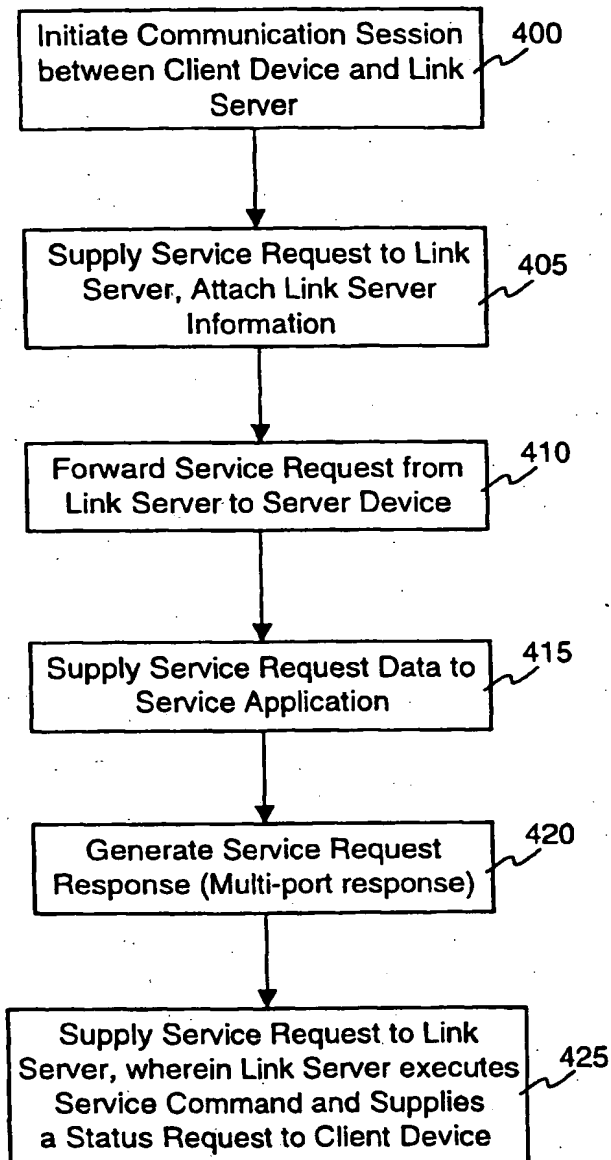 Initiate Communication Session
between Client Device and Link
Server
400
Supply Service Request to Link
Server, Attach Link Server
Information
405
Forward Service Request from
Link Server to Server Device
410
Supply Service Request Data to
Service Application
415
Generate Service Request
Response (Multi-port response)
420
Supply Service Request to Link
Server, wherein Link Server executes
Service Command and Supplies
a Status Request to Client Device
425